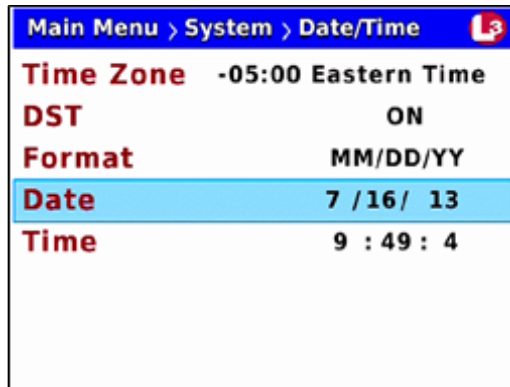 Main Menu > System > Date/Time L3
Time Zone -05:00 Eastern Time
DST ON
Format MM/DD/YY
Date 7 /16/ 13
Time 9 :49: 4